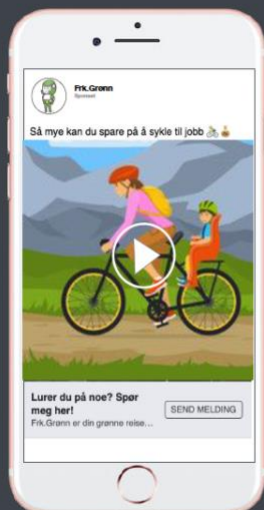 Frk.Grønn
Sponset
Så mye kan du spare på å sykle til jobb
Lurer du på noe? Spør
meg her!
Frk.Grønn er din grønne reise...
SEND MELDING